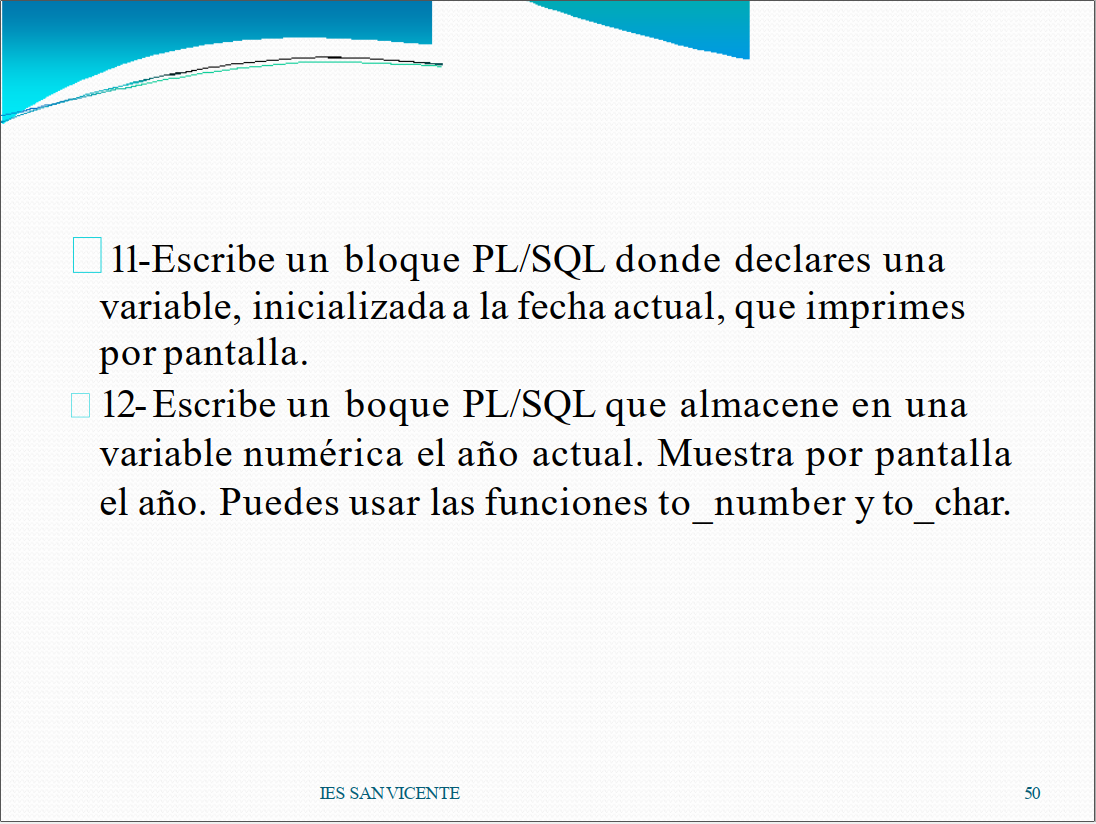 11-Escribe un bloque PL/SQL donde declares una
variable, inicializada a la fecha actual, que imprimes
por pantalla.
12- Escribe un boque PL/SQL que almacene en una
variable numérica el año actual. Muestra por pantalla
el año. Puedes usar las funciones to_number y to_char.
IES SAN VICENTE
50